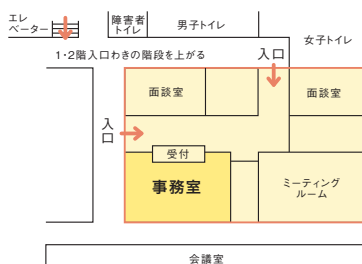 エレ
ベーター
障害者
トイレ
男子トイレ
女子トイレ
1・2階入口わきの階段を上がる
入口
面談室
面談室
入口
受付
事務室
ミーティング
ルーム
会議室